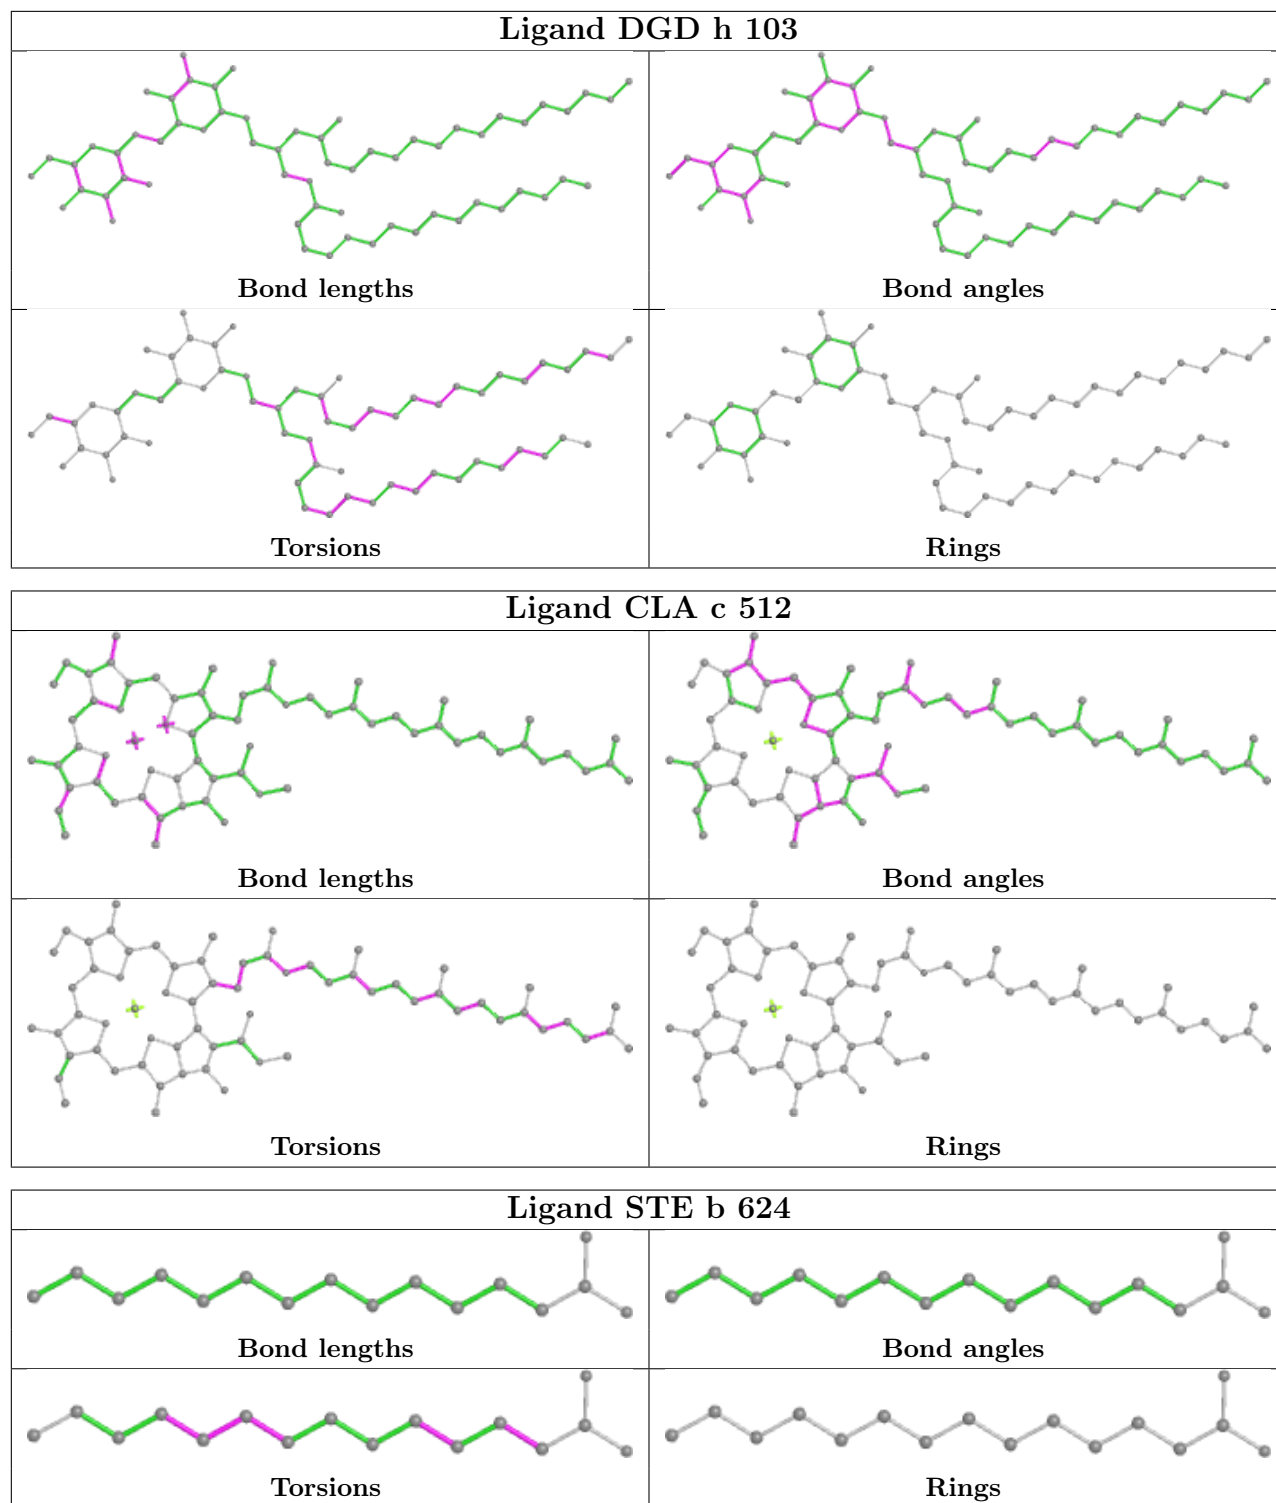 Ligand DGD h 103
Bond lengths
Bond angles
Torsions
Rings
Ligand CLA c 512
Bond lengths
Bond angles
Torsions
Rings
Ligand STE b 624
Bond lengths
Bond angles
Torsions
Rings